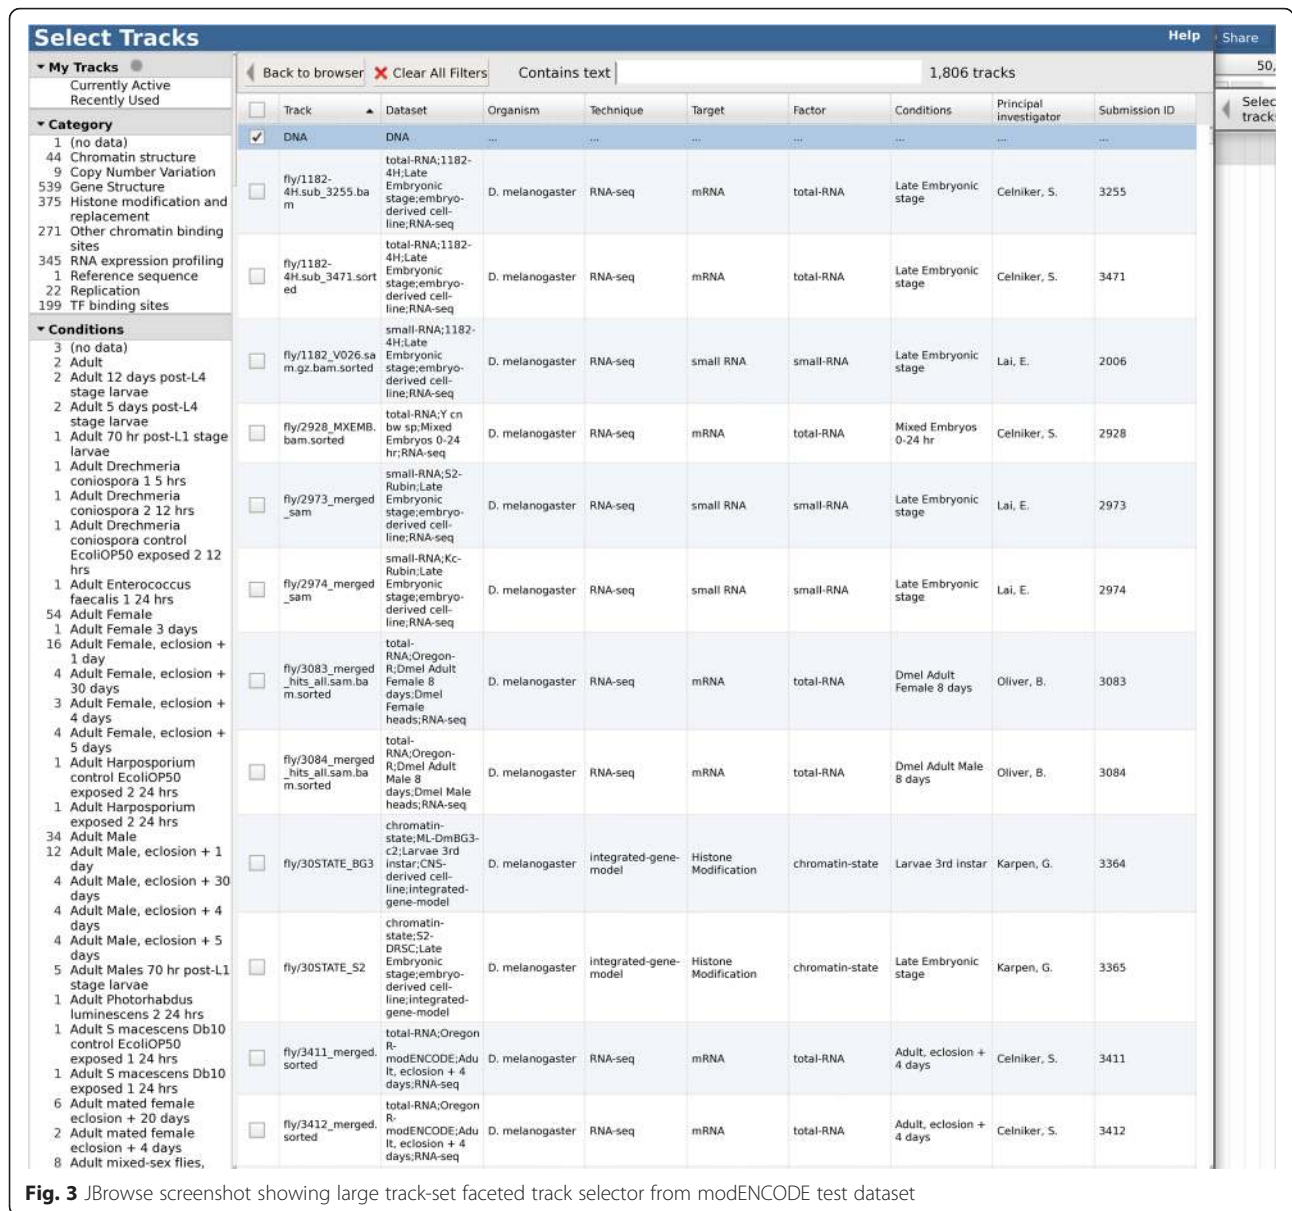 Select Tracks
Help
Share
My Tracks
Currently Active
Recently Used
Category
1 (no data)
44 Chromatin structure
9 Copy Number Variation
539 Gene Structure
375 Histone modification and
replacement
271 Other chromatin binding
sites
345 RNA expression profiling
1 Reference sequence
22 Replication
199 TF binding sites
Conditions
3 (no data)
2 Adult
2 Adult 12 days post-L4
stage larvae
2 Adult 5 days post-L4
stage larvae
1 Adult 70 hr post-L1 stage
larvae
1 Adult Drechmeria
coniospora 1 5 hrs
1 Adult Drechmeria
coniospora 2 12 hrs
1 Adult Drechmeria
coniospora control
EcoliOP50 exposed 2 12
hrs
1 Adult Enterococcus
faecalis 1 24 hrs
54 Adult Female
1 Adult Female 3 days
16 Adult Female, eclosion +
1 day
4 Adult Female, eclosion +
30 days
3 Adult Female, eclosion +
4 days
4 Adult Female, eclosion +
5 days
1 Adult Harposporium
control EcoliOP50
exposed 2 24 hrs
1 Adult Harposporium
exposed 2 24 hrs
34 Adult Male
12 Adult Male, eclosion + 1
day
4 Adult Male, eclosion + 30
days
4 Adult Male, eclosion + 4
days
4 Adult Male, eclosion + 5
days
5 Adult Males 70 hr post-L1
stage larvae
1 Adult Photorhabdus
luminescens 2 24 hrs
1 Adult S macescens Db10
control EcoliOP50
exposed 1 24 hrs
1 Adult S macescens Db10
exposed 1 24 hrs
6 Adult mated female
eclosion + 20 days
2 Adult mated female
eclosion + 4 days
8 Adult mixed-sex flies,
Back to browser Clear All Filters Contains text 1,806 tracks
Track Dataset Organism Technique Target Factor Conditions Principal investigator Submission ID
DNA DNA ... ... ... ... ... ... ...
fly/1182-
4H.sub_3255.ba
m
total-RNA;1182-
4H;Late
Embryonic
stage;embryo-
derived cell-
line;RNA-seq
D. melanogaster RNA-seq mRNA total-RNA
Late Embryonic
stage
Celniker, S. 3255
fly/1182-
4H.sub_3471.sort
ed
total-RNA;1182-
4H;Late
Embryonic
stage;embryo-
derived cell-
line;RNA-seq
D. melanogaster RNA-seq mRNA total-RNA
Late Embryonic
stage
Celniker, S. 3471
fly/1182_V026.sa
m.gz.bam.sorted
small-RNA;1182-
4H;Late
Embryonic
stage;embryo-
derived cell-
line;RNA-seq
D. melanogaster RNA-seq small RNA small-RNA
Late Embryonic
stage
Lai, E. 2006
fly/2928_MXEMB.
bam.sorted
total-RNA;Y cn
bw sp;Mixed
Embryos 0-24
hr;RNA-seq
D. melanogaster RNA-seq mRNA total-RNA
Mixed Embryos
0-24 hr
Celniker, S. 2928
fly/2973_merged
_sam
small-RNA;S2-
Rubin;Late
Embryonic
stage;embryo-
derived cell-
line;RNA-seq
D. melanogaster RNA-seq small RNA small-RNA
Late Embryonic
stage
Lai, E. 2973
fly/2974_merged
_sam
small-RNA;Kc-
Rubin;Late
Embryonic
stage;embryo-
derived cell-
line;RNA-seq
D. melanogaster RNA-seq small RNA small-RNA
Late Embryonic
stage
Lai, E. 2974
fly/3083_merged
_hits_all.sam.ba
m.sorted
total-
RNA;Oregon-
R;Dmel Adult
Female 8
days;Dmel
Female
heads;RNA-seq
D. melanogaster RNA-seq mRNA total-RNA
Dmel Adult
Female 8 days
Oliver, B. 3083
fly/3084_merged
_hits_all.sam.ba
m.sorted
total-
RNA;Oregon-
R;Dmel Adult
Male 8
days;Dmel Male
heads;RNA-seq
D. melanogaster RNA-seq mRNA total-RNA
Dmel Adult Male
8 days
Oliver, B. 3084
fly/30STATE_BG3
chromatin-
state;ML-DmBG3-
c2;Larvae 3rd
instar;CNS-
derived cell-
line;integrated-
gene-model
D. melanogaster
integrated-gene-
model
Histone
Modification
chromatin-state Larvae 3rd instar Karpen, G. 3364
fly/30STATE_S2
chromatin-
state;S2-
DRSC;Late
Embryonic
stage;embryo-
derived cell-
line;integrated-
gene-model
D. melanogaster
integrated-gene-
model
Histone
Modification
chromatin-state
Late Embryonic
stage
Karpen, G. 3365
fly/3411_merged.
sorted
total-RNA;Oregon
R-
modENCODE;Adu
lt, eclosion + 4
days;RNA-seq
D. melanogaster RNA-seq mRNA total-RNA
Adult, eclosion +
4 days
Celniker, S. 3411
fly/3412_merged.
sorted
total-RNA;Oregon
R-
modENCODE;Adu
lt, eclosion + 4
days;RNA-seq
D. melanogaster RNA-seq mRNA total-RNA
Adult, eclosion +
4 days
Celniker, S. 3412
50,
Selec
track
Fig. 3 JBrowse screenshot showing large track-set faceted track selector from modENCODE test dataset